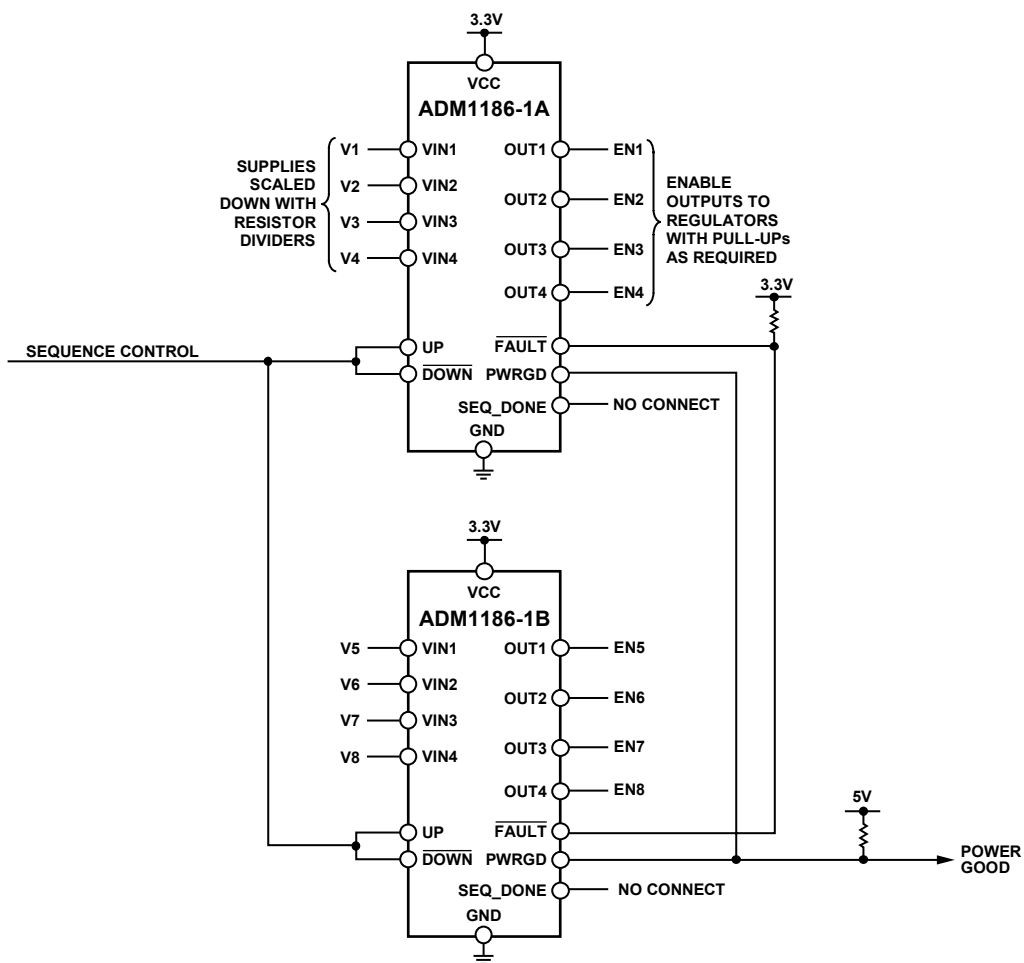 3.3V
VCC
ADM1186-1A
SUPPLIES
SCALED
DOWN WITH
RESISTOR
DIVIDERS
V1
V2
V3
V4
VIN1
VIN2
VIN3
VIN4
OUT1
OUT2
OUT3
OUT4
EN1
EN2
EN3
EN4
ENABLE
OUTPUTS TO
REGULATORS
WITH PULL-UPs
AS REQUIRED
3.3V
SEQUENCE CONTROL
UP
DOWN
FAULT
PWRGD
SEQ_DONE
NO CONNECT
GND
3.3V
VCC
ADM1186-1B
V5
V6
V7
V8
VIN1
VIN2
VIN3
VIN4
OUT1
OUT2
OUT3
OUT4
EN5
EN6
EN7
EN8
5V
UP
DOWN
FAULT
PWRGD
SEQ_DONE
NO CONNECT
GND
POWER
GOOD